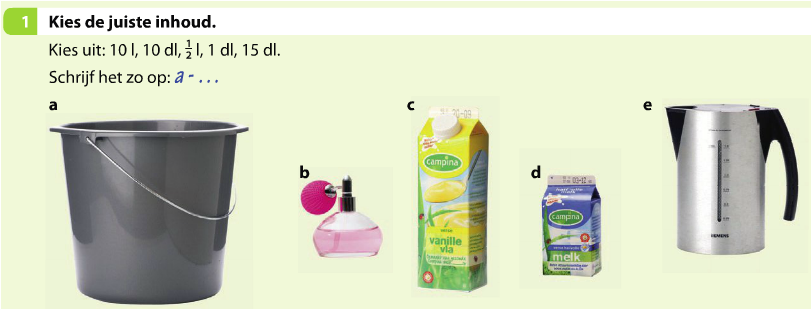 1 Kies de juiste inhoud.
Kies uit: 10 l, 10 dl, ½ l, 1 dl, 15 dl.
Schrijf het zo op: a - ...
a
b
c
d
e
campina
vanille
vla
campina
melk
SIEMENS